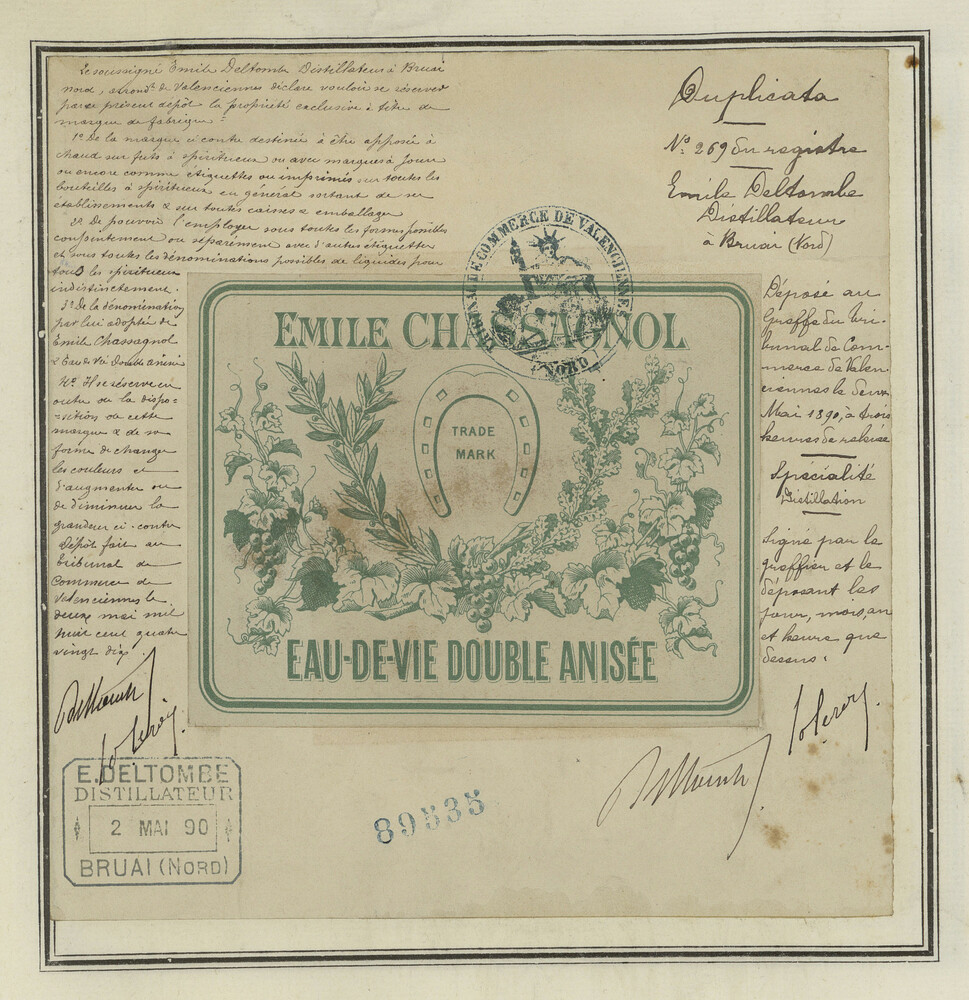 Le soussigné Emile Deltombe Distillateur à Bruai
nord, arrondt de Valenciennes déclare vouloir se réserver
par ce présent dépôt la propriété exclusive à titre de
marque de fabrique =
1o De la marque ci contre destinée à être apposée à
chaud sur fûts à spiritueux ou avec marques à jour
ou encore comme étiquettes ou imprimés sur toutes les
bouteilles à spiritueux en général sortant de ses
établissements & sur toutes caisses & emballages
2o De pouvoir l'employer sous toutes les formes possibles
conjointement ou séparément avec d'autres étiquettes
et sous toutes les dénominations possibles de liquides pour
tous les spiritueux
indistinctement.
3o De la dénomination
par lui adoptée de
Emile Chassagnol
& Eau de Vie Double anisée
No Il se réserve en
outre de la dispo-
=sition de cette
marque & de sa
forme de changer
les couleurs et
d'augmenter ou
de diminuer la
grandeur ci-contre
Dépôt fait au
tribunal de
Commerce de
Valenciennes le
deux mai mil
huit cent quatre
vingt dix.
Duplicata
No 269 du registre
Emile Deltombe
Distillateur
à Bruai (Nord)
TRIBUNAL DE COMMERCE DE VALENCIENNES
(NORD)
EMILE CHASSAGNOL
TRADE
MARK
EAU-DE-VIE DOUBLE ANISÉE
Déposé au
Greffe du Tri-
bunal de Com-
merce de Valen-
ciennes le deux
Mai 1890, à trois
heures de relevée
Spécialité
Distillation
Signé par le
greffier et le
déposant les
jour, mois, an
et heure que
dessus.
E. DELTOMBE
DISTILLATEUR
2 MAI 90
BRUAI (NORD)
89535